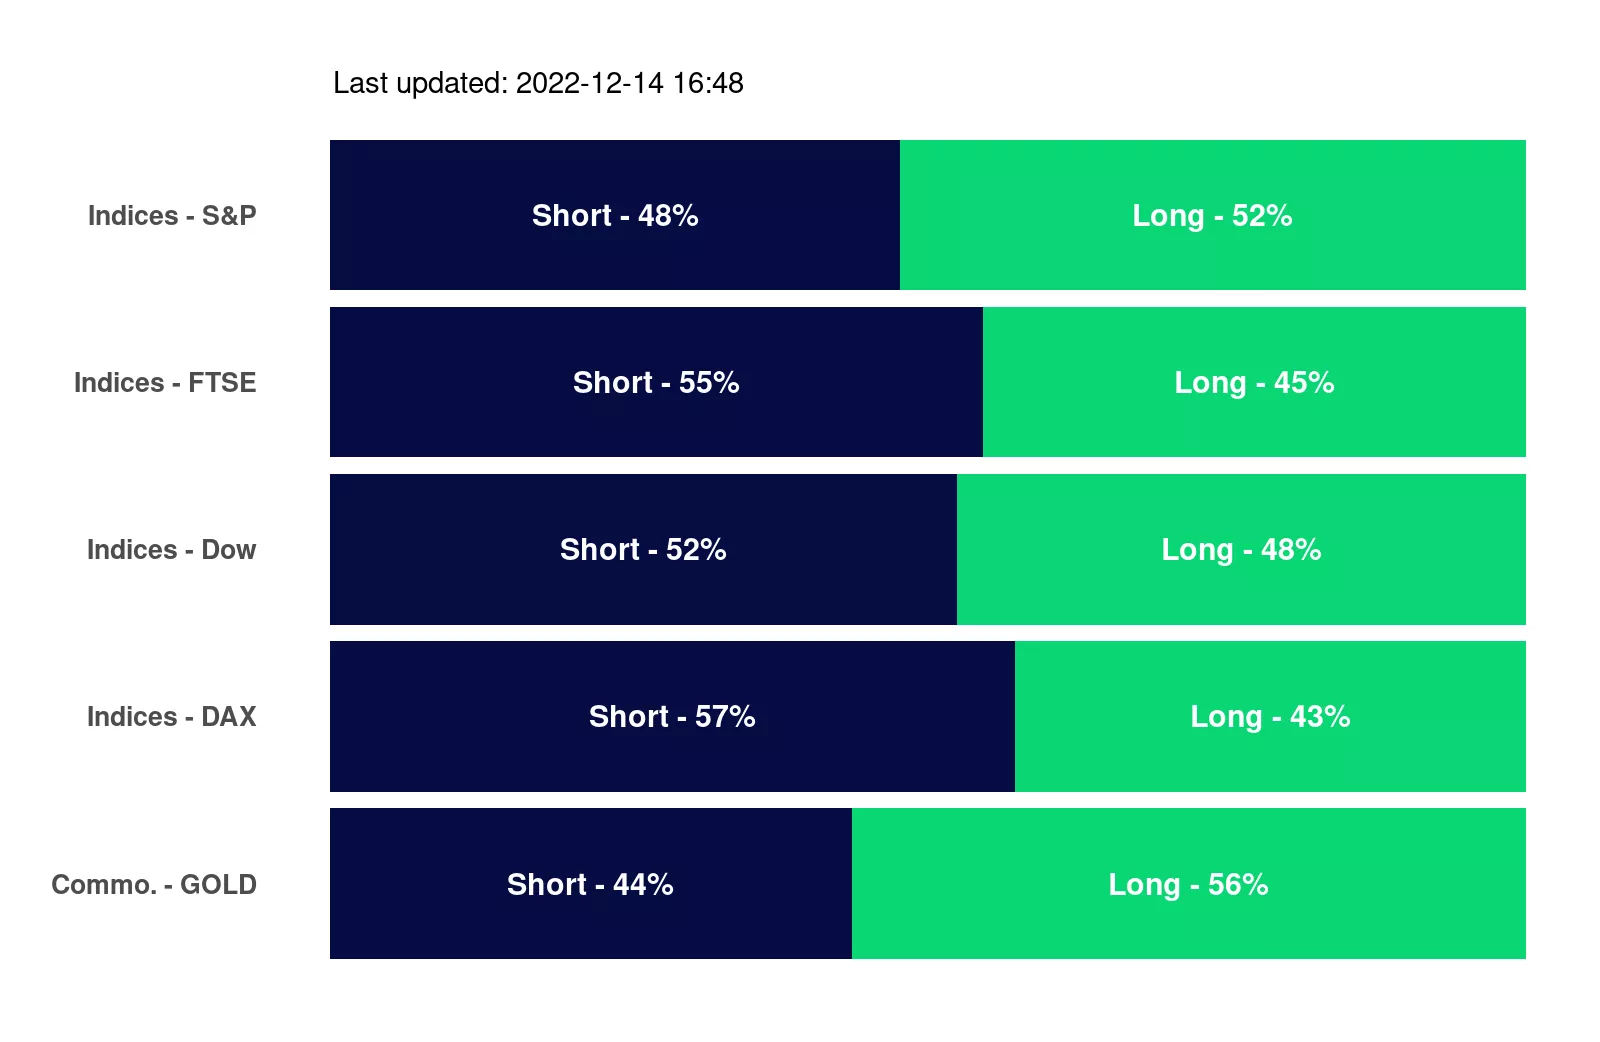 Last updated: 2022-12-14 16:48
Indices - S&P Short - 48% Long - 52%
Indices - FTSE Short - 55% Long - 45%
Indices - Dow Short - 52% Long - 48%
Indices - DAX Short - 57% Long - 43%
Commo. - GOLD Short - 44% Long - 56%